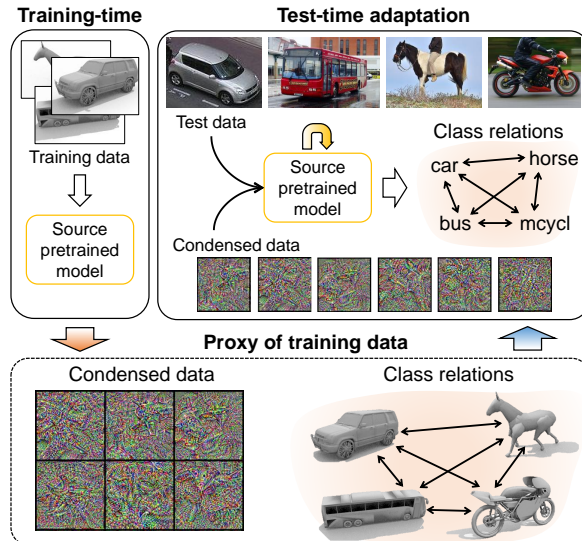 Training-time
Training data
Source
pretrained
model
Test-time adaptation
Test data
Source
pretrained
model
Condensed data
Class relations
car
horse
bus
mcycl
Proxy of training data
Condensed data
Class relations